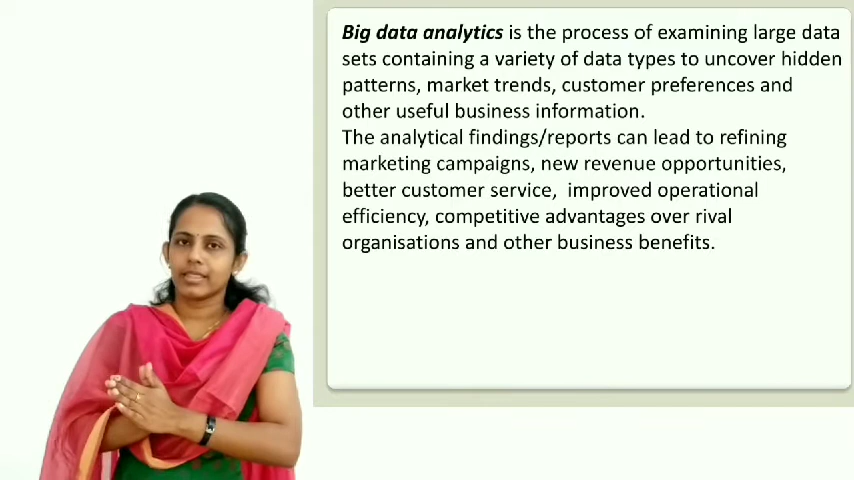 Big data analytics is the process of examining large data
sets containing a variety of data types to uncover hidden
patterns, market trends, customer preferences and
other useful business information.
The analytical findings/reports can lead to refining
marketing campaigns, new revenue opportunities,
better customer service,  improved operational
efficiency, competitive advantages over rival
organisations and other business benefits.